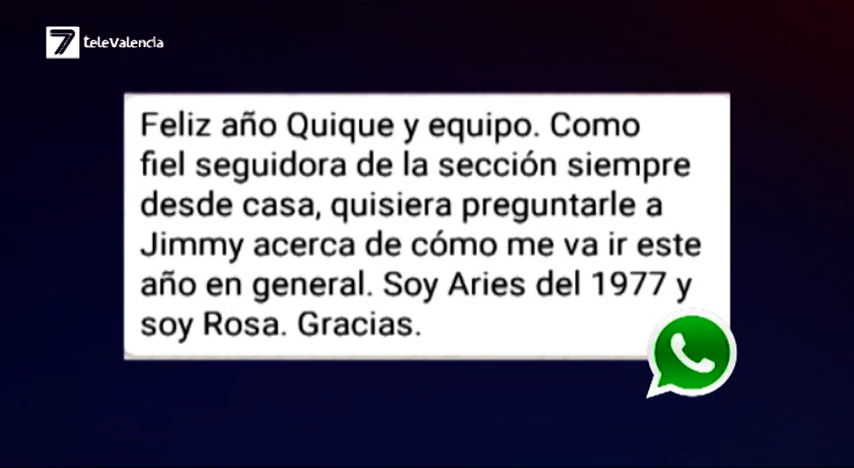 7 teleValencia
Feliz año Quique y equipo. Como
fiel seguidora de la sección siempre
desde casa, quisiera preguntarle a
Jimmy acerca de cómo me va ir este
año en general. Soy Aries del 1977 y
soy Rosa. Gracias.